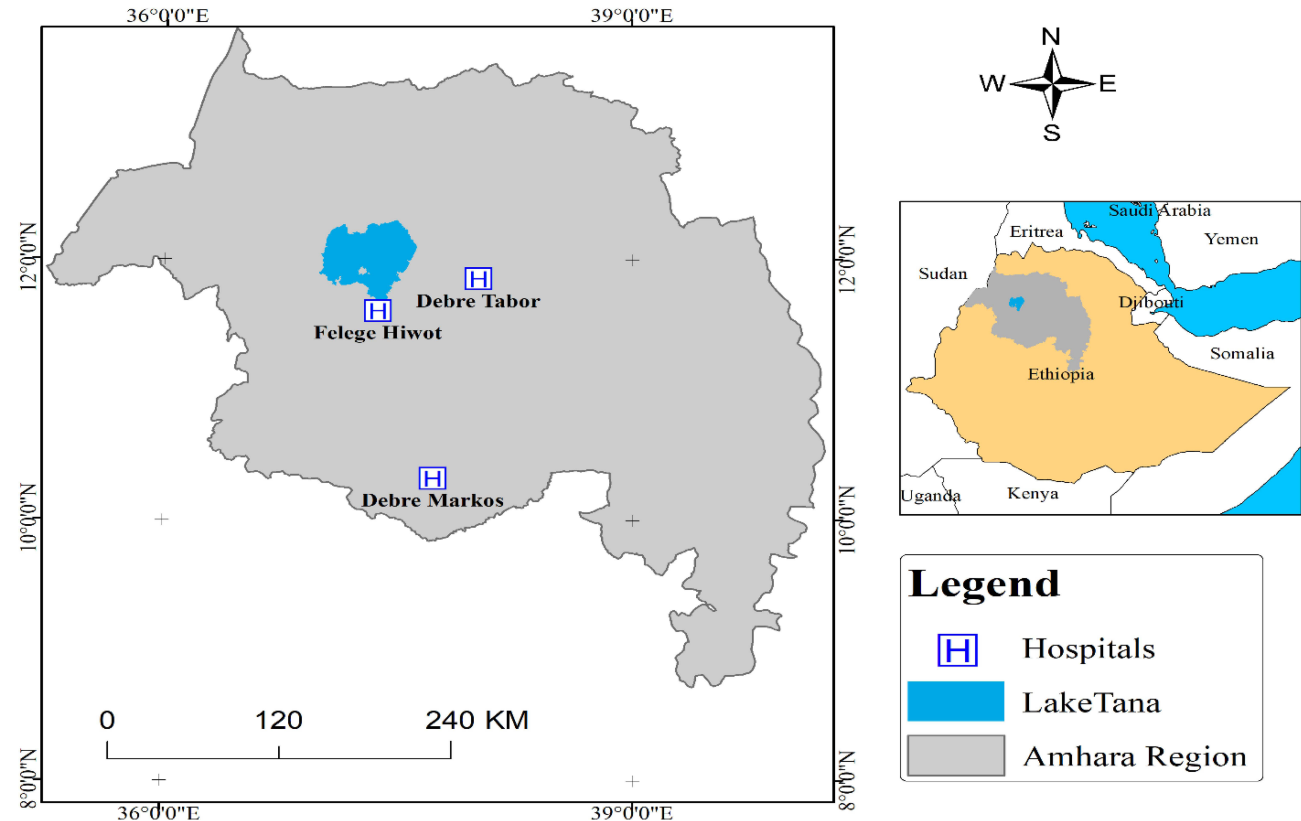 36°0'0"E
39°0'0"E
12°0'0"N
12°0'0"N
Debre Tabor
Felege Hiwot
Debre Markos
10°0'0"N
10°0'0"N
0 120 240 KM
8°0'0"N
8°0'0"N
36°0'0"E
39°0'0"E
N
W E
S
Saudi Arabia
Eritrea
Yemen
Sudan
Djibouti
Somalia
Ethiopia
Uganda
Kenya
Legend
H Hospitals
LakeTana
Amhara Region
H
H
H